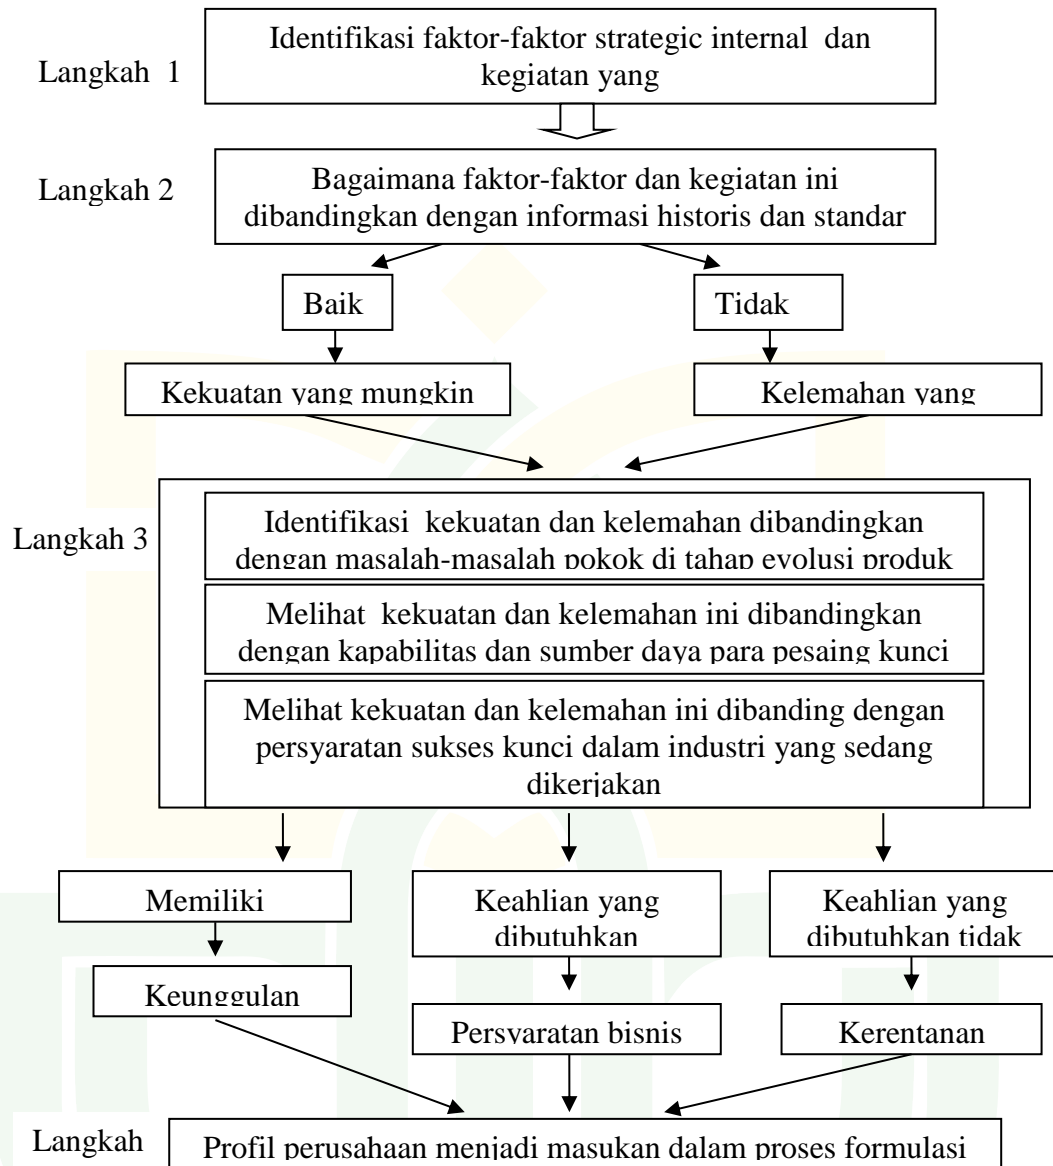 Langkah 1
Identifikasi faktor-faktor strategic internal dan
kegiatan yang
Langkah 2
Bagaimana faktor-faktor dan kegiatan ini
dibandingkan dengan informasi historis dan standar
Baik
Tidak
Kekuatan yang mungkin
Kelemahan yang
Langkah 3
Identifikasi kekuatan dan kelemahan dibandingkan
dengan masalah-masalah pokok di tahap evolusi produk
Melihat kekuatan dan kelemahan ini dibandingkan
dengan kapabilitas dan sumber daya para pesaing kunci
Melihat kekuatan dan kelemahan ini dibanding dengan
persyaratan sukses kunci dalam industri yang sedang
dikerjakan
Memiliki
Keahlian yang
dibutuhkan
Keahlian yang
dibutuhkan tidak
Keunggulan
Persyaratan bisnis
Kerentanan
Langkah
Profil perusahaan menjadi masukan dalam proses formulasi